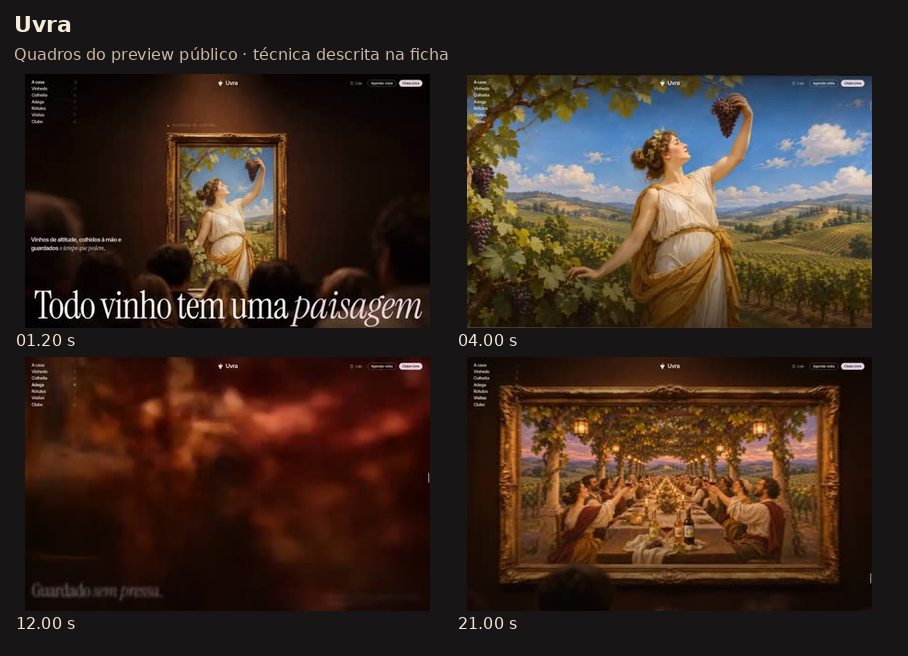 Uvra
Quadros do preview público · técnica descrita na ficha
A casa
Vinhedo
Colheita
Adega
Rótulos
Visitas
Clube
Uvra
Loja
Agendar visita
Clube Uvra
Vinhos de altitude, colhidos à mão e
guardados o tempo que pedem.
Todo vinho tem uma paisagem
01.20 s
A casa
Vinhedo
Colheita
Adega
Rótulos
Visitas
Clube
Uvra
Loja
Agendar visita
Clube Uvra
04.00 s
A casa
Vinhedo
Colheita
Adega
Rótulos
Visitas
Clube
Uvra
Loja
Agendar visita
Clube Uvra
Guardado sem pressa.
12.00 s
A casa
Vinhedo
Colheita
Adega
Rótulos
Visitas
Clube
Uvra
Loja
Agendar visita
Clube Uvra
21.00 s